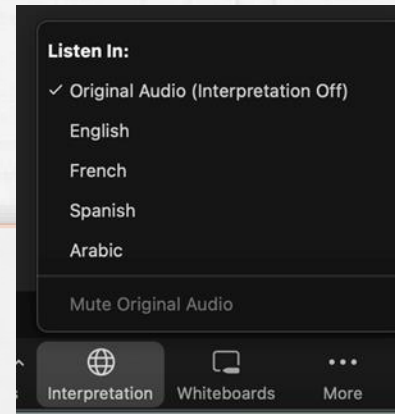 Listen In:
✓ Original Audio (Interpretation Off)
English
French
Spanish
Arabic
Mute Original Audio
Interpretation Whiteboards More